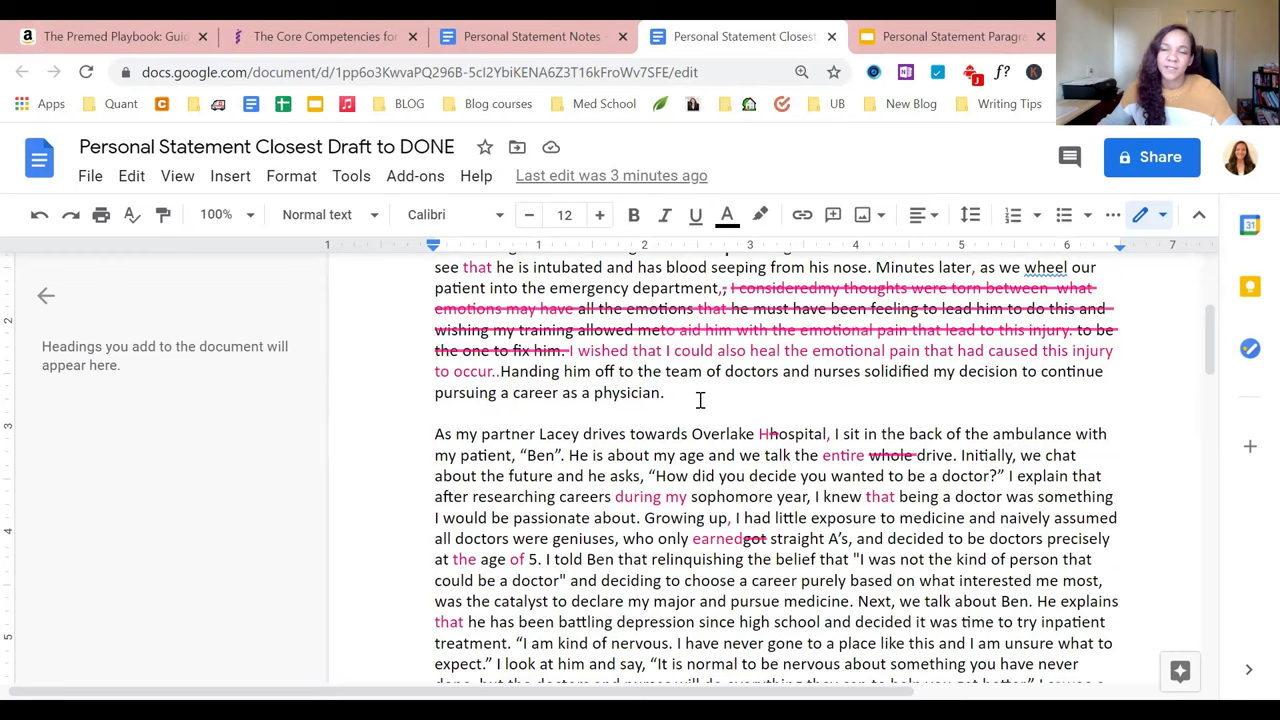 The Premed Playbook: Guid
The Core Competencies for
Personal Statement Notes -
Personal Statement Closest
Personal Statement Paragra
docs.google.com/document/d/1pp6o3KwvaPQ296B-5c2YbiKENA6Z3T16kFroWv7SFE/edit
Apps
Quant
BLOG
Blog courses
Med School
UB
New Blog
Writing Tips
Personal Statement Closest Draft to DONE
Share
File Edit View Insert Format Tools Add-ons Help Last edit was 3 minutes ago
100% Normal text Calibri 12
1 1 2 3 4 5 6 7
Headings you add to the document will
appear here.
see that he is intubated and has blood seeping from his nose. Minutes later, as we wheel our
patient into the emergency department,; I consideredmy thoughts were torn between what
emotions may have all the emotions that he must have been feeling to lead him to do this and
wishing my training allowed meto aid him with the emotional pain that lead to this injury. to be
the one to fix him. I wished that I could also heal the emotional pain that had caused this injury
to occur..Handing him off to the team of doctors and nurses solidified my decision to continue
pursuing a career as a physician.
As my partner Lacey drives towards Overlake Hhospital, I sit in the back of the ambulance with
my patient, “Ben”. He is about my age and we talk the entire whole drive. Initially, we chat
about the future and he asks, “How did you decide you wanted to be a doctor?” I explain that
after researching careers during my sophomore year, I knew that being a doctor was something
I would be passionate about. Growing up, I had little exposure to medicine and naively assumed
all doctors were geniuses, who only earnedgot straight A’s, and decided to be doctors precisely
at the age of 5. I told Ben that relinquishing the belief that "I was not the kind of person that
could be a doctor" and deciding to choose a career purely based on what interested me most,
was the catalyst to declare my major and pursue medicine. Next, we talk about Ben. He explains
that he has been battling depression since high school and decided it was time to try inpatient
treatment. “I am kind of nervous. I have never gone to a place like this and I am unsure what to
expect.” I look at him and say, “It is normal to be nervous about something you have never
2
3
4
5